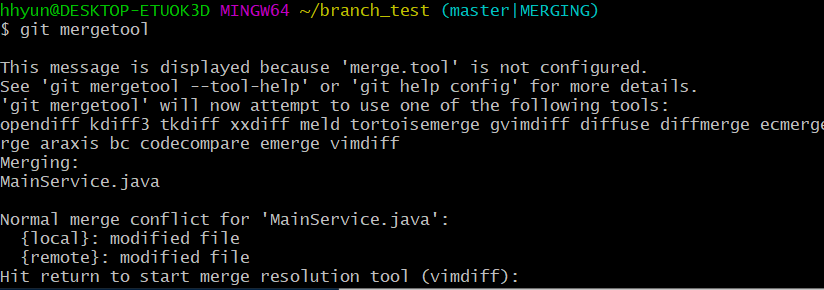 hhyun@DESKTOP-ETUOK3D MINGW64 ~/branch_test (master|MERGING)
$ git mergetool

This message is displayed because 'merge.tool' is not configured.
See 'git mergetool --tool-help' or 'git help config' for more details.
'git mergetool' will now attempt to use one of the following tools:
opendiff kdiff3 tkdiff xxdiff meld tortoisemerge gvimdiff diffuse diffmerge ecmerge
rge araxis bc codecompare emerge vimdiff
Merging:
MainService.java

Normal merge conflict for 'MainService.java':
  {local}: modified file
  {remote}: modified file
Hit return to start merge resolution tool (vimdiff):